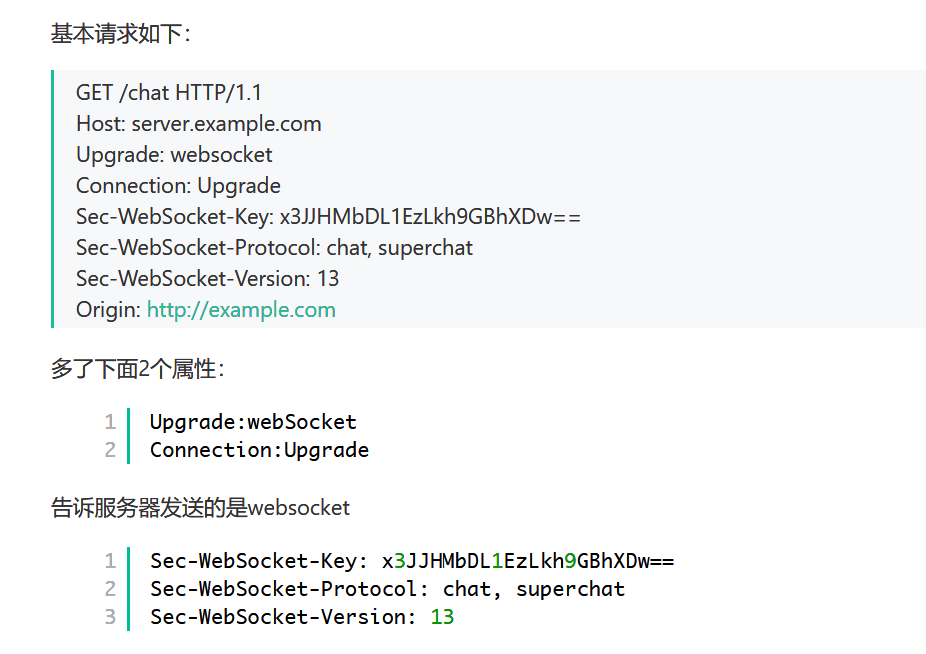 基本请求如下：
GET /chat HTTP/1.1
Host: server.example.com
Upgrade: websocket
Connection: Upgrade
Sec-WebSocket-Key: x3JJHMbDL1EzLkh9GBhXDw==
Sec-WebSocket-Protocol: chat, superchat
Sec-WebSocket-Version: 13
Origin: http://example.com
多了下面2个属性：
1 Upgrade:webSocket
2 Connection:Upgrade
告诉服务器发送的是websocket
1 Sec-WebSocket-Key: x3JJHMbDL1EzLkh9GBhXDw==
2 Sec-WebSocket-Protocol: chat, superchat
3 Sec-WebSocket-Version: 13